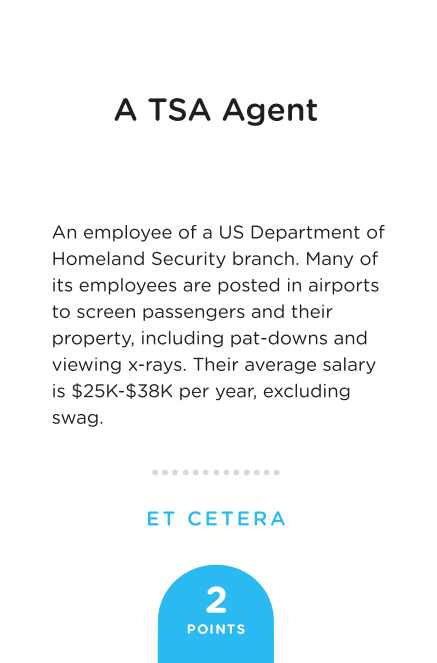 A TSA Agent
An employee of a US Department of
Homeland Security branch. Many of
its employees are posted in airports
to screen passengers and their
property, including pat-downs and
viewing x-rays. Their average salary
is $25K-$38K per year, excluding
swag.
ET CETERA
2
POINTS